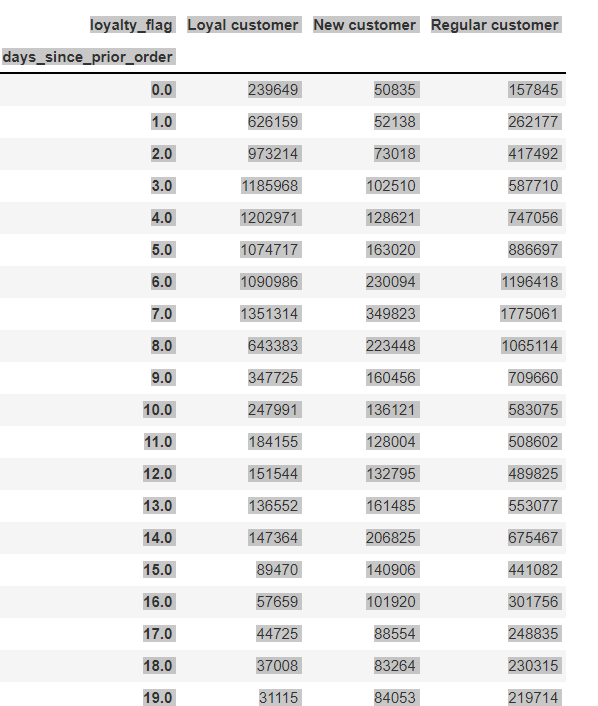 loyalty_flag Loyal customer New customer Regular customer
days_since_prior_order
0.0 239649 50835 157845
1.0 626159 52138 262177
2.0 973214 73018 417492
3.0 1185968 102510 587710
4.0 1202971 128621 747056
5.0 1074717 163020 886697
6.0 1090986 230094 1196418
7.0 1351314 349823 1775061
8.0 643383 223448 1065114
9.0 347725 160456 709660
10.0 247991 136121 583075
11.0 184155 128004 508602
12.0 151544 132795 489825
13.0 136552 161485 553077
14.0 147364 206825 675467
15.0 89470 140906 441082
16.0 57659 101920 301756
17.0 44725 88554 248835
18.0 37008 83264 230315
19.0 31115 84053 219714